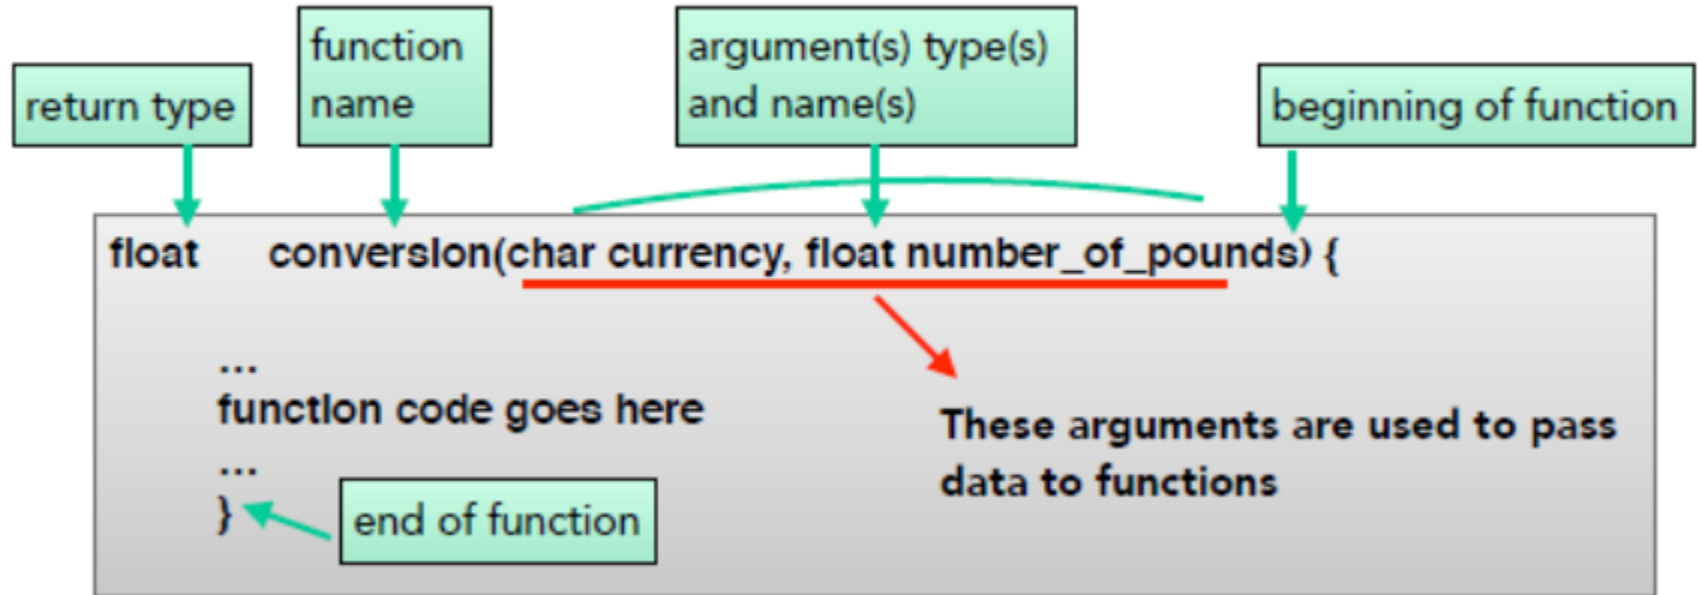 function
name
argument(s) type(s)
and name(s)
return type
beginning of function
float conversion(char currency, float number_of_pounds) {
...
function code goes here
...
}
These arguments are used to pass
data to functions
end of function